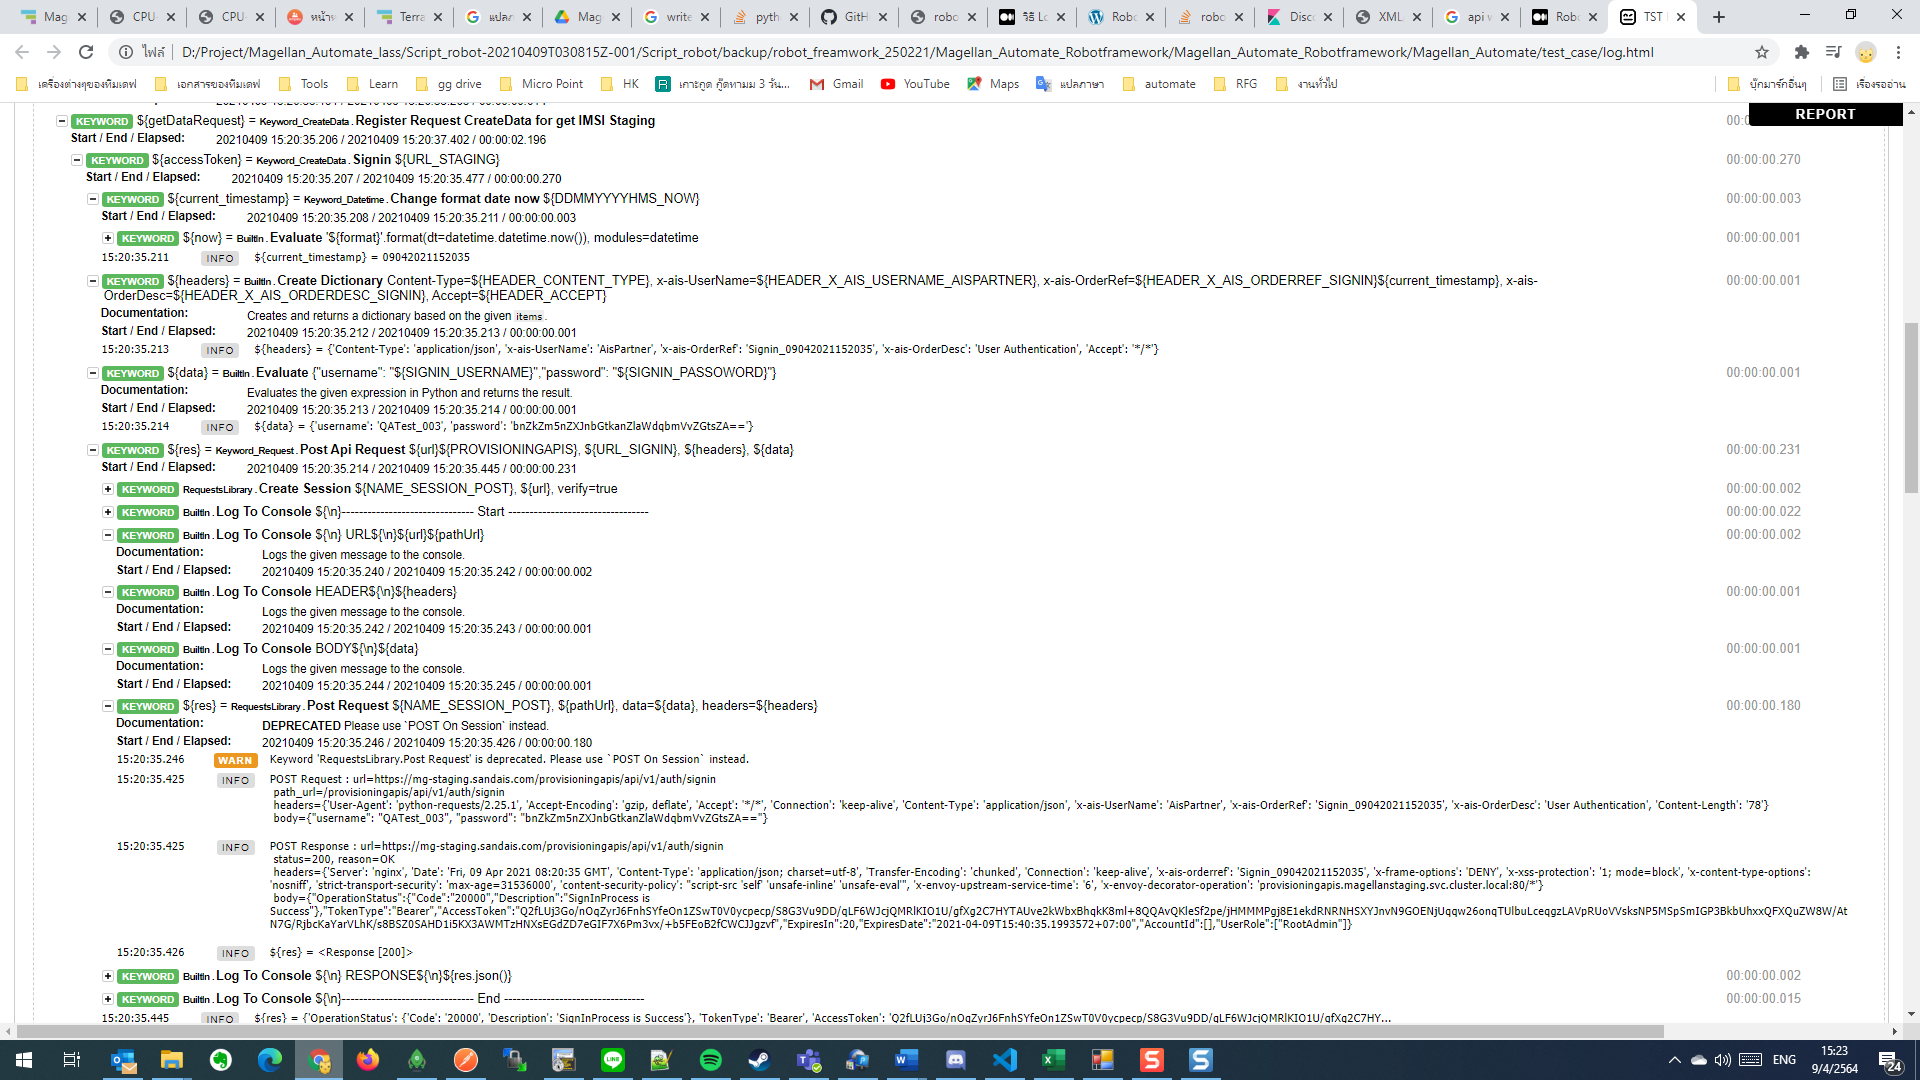 Mag
CPU-
CPU-
หน้าห
Terra
แปลภ
Mag
write
pyth
GitH
robo
วิธี Lo
Robo
robo
Disco
XML
api w
Rob
TST
ไฟล์ D:/Project/Magellan_Automate_Iass/Script_robot-20210409T030815Z-001/Script_robot/backup/robot_freamwork_250221/Magellan_Automate_Robotframework/Magellan_Automate_Robotframework/Magellan_Automate/test_case/log.html
เครื่องต่างๆของทีมเดฟ เอกสารของทีมเดฟ Tools Learn gg drive Micro Point HK เกาะกูด กู๊ดทามม 3 วัน... Gmail YouTube Maps แปลภาษา automate RFG งานทั่วไป บุ๊กมาร์กอื่นๆ เรื่องรออ่าน
REPORT
KEYWORD ${getDataRequest} = Keyword_CreateData . Register Request CreateData for get IMSI Staging
Start / End / Elapsed: 20210409 15:20:35.206 / 20210409 15:20:37.402 / 00:00:02.196
KEYWORD ${accessToken} = Keyword_CreateData . Signin ${URL_STAGING} 00:00:00.270
Start / End / Elapsed: 20210409 15:20:35.207 / 20210409 15:20:35.477 / 00:00:00.270
KEYWORD ${current_timestamp} = Keyword_Datetime . Change format date now ${DDMMYYYYHMS_NOW} 00:00:00.003
Start / End / Elapsed: 20210409 15:20:35.208 / 20210409 15:20:35.211 / 00:00:00.003
KEYWORD ${now} = BuiltIn . Evaluate '${format}'.format(dt=datetime.datetime.now()), modules=datetime 00:00:00.001
15:20:35.211 INFO ${current_timestamp} = 09042021152035
KEYWORD ${headers} = BuiltIn . Create Dictionary Content-Type=${HEADER_CONTENT_TYPE}, x-ais-UserName=${HEADER_X_AIS_USERNAME_AISPARTNER}, x-ais-OrderRef=${HEADER_X_AIS_ORDERREF_SIGNIN}${current_timestamp}, x-ais- 00:00:00.001
OrderDesc=${HEADER_X_AIS_ORDERDESC_SIGNIN}, Accept=${HEADER_ACCEPT}
Documentation: Creates and returns a dictionary based on the given items .
Start / End / Elapsed: 20210409 15:20:35.212 / 20210409 15:20:35.213 / 00:00:00.001
15:20:35.213 INFO ${headers} = {'Content-Type': 'application/json', 'x-ais-UserName': 'AisPartner', 'x-ais-OrderRef': 'Signin_09042021152035', 'x-ais-OrderDesc': 'User Authentication', 'Accept': '*/*'}
KEYWORD ${data} = BuiltIn . Evaluate {"username": "${SIGNIN_USERNAME}","password": "${SIGNIN_PASSOWORD}"} 00:00:00.001
Documentation: Evaluates the given expression in Python and returns the result.
Start / End / Elapsed: 20210409 15:20:35.213 / 20210409 15:20:35.214 / 00:00:00.001
15:20:35.214 INFO ${data} = {'username': 'QATest_003', 'password': 'bnZkZm5nZXJnbGtkanZlaWdqbmVvZGtsZA=='}
KEYWORD ${res} = Keyword_Request . Post Api Request ${url}${PROVISIONINGAPIS}, ${URL_SIGNIN}, ${headers}, ${data} 00:00:00.231
Start / End / Elapsed: 20210409 15:20:35.214 / 20210409 15:20:35.445 / 00:00:00.231
KEYWORD RequestsLibrary . Create Session ${NAME_SESSION_POST}, ${url}, verify=true 00:00:00.002
KEYWORD BuiltIn . Log To Console ${\n}------------------------------- Start --------------------------------- 00:00:00.022
KEYWORD BuiltIn . Log To Console ${\n} URL${\n}${url}${pathUrl} 00:00:00.002
Documentation: Logs the given message to the console.
Start / End / Elapsed: 20210409 15:20:35.240 / 20210409 15:20:35.242 / 00:00:00.002
KEYWORD BuiltIn . Log To Console HEADER${\n}${headers} 00:00:00.001
Documentation: Logs the given message to the console.
Start / End / Elapsed: 20210409 15:20:35.242 / 20210409 15:20:35.243 / 00:00:00.001
KEYWORD BuiltIn . Log To Console BODY${\n}${data} 00:00:00.001
Documentation: Logs the given message to the console.
Start / End / Elapsed: 20210409 15:20:35.244 / 20210409 15:20:35.245 / 00:00:00.001
KEYWORD ${res} = RequestsLibrary . Post Request ${NAME_SESSION_POST}, ${pathUrl}, data=${data}, headers=${headers} 00:00:00.180
Documentation: DEPRECATED Please use `POST On Session` instead.
Start / End / Elapsed: 20210409 15:20:35.246 / 20210409 15:20:35.426 / 00:00:00.180
15:20:35.246 WARN Keyword 'RequestsLibrary.Post Request' is deprecated. Please use `POST On Session` instead.
15:20:35.425 INFO POST Request : url=https://mg-staging.sandais.com/provisioningapis/api/v1/auth/signin
path_url=/provisioningapis/api/v1/auth/signin
headers={'User-Agent': 'python-requests/2.25.1', 'Accept-Encoding': 'gzip, deflate', 'Accept': '*/*', 'Connection': 'keep-alive', 'Content-Type': 'application/json', 'x-ais-UserName': 'AisPartner', 'x-ais-OrderRef': 'Signin_09042021152035', 'x-ais-OrderDesc': 'User Authentication', 'Content-Length': '78'}
body={"username": "QATest_003", "password": "bnZkZm5nZXJnbGtkanZlaWdqbmVvZGtsZA=="}
15:20:35.425 INFO POST Response : url=https://mg-staging.sandais.com/provisioningapis/api/v1/auth/signin
status=200, reason=OK
headers={'Server': 'nginx', 'Date': 'Fri, 09 Apr 2021 08:20:35 GMT', 'Content-Type': 'application/json; charset=utf-8', 'Transfer-Encoding': 'chunked', 'Connection': 'keep-alive', 'x-ais-orderref': 'Signin_09042021152035', 'x-frame-options': 'DENY', 'x-xss-protection': '1; mode=block', 'x-content-type-options':
'nosniff', 'strict-transport-security': 'max-age=31536000', 'content-security-policy': "script-src 'self' 'unsafe-inline' 'unsafe-eval'", 'x-envoy-upstream-service-time': '6', 'x-envoy-decorator-operation': 'provisioningapis.magellanstaging.svc.cluster.local:80/*'}
body={"OperationStatus":{"Code":"20000","Description":"SignInProcess is
Success"},"TokenType":"Bearer","AccessToken":"Q2fLUj3Go/nOqZyrJ6FnhSYfeOn1ZSwT0V0ycpecp/S8G3Vu9DD/qLF6WJcjQMRlKIO1U/gfXg2C7HYTAUve2kWbxBhqkK8ml+8QQAvQKleSf2pe/jHMMMPgj8E1ekdRNRNHSXYJnvN9GOENjUqqw26onqTUlbuLceqgzLAVpRUoVVsksNP5MSpSmIGP3BkbUhxxQFXQuZW8W/At
N7G/RjbcKaYarVLhK/s8BSZ0SAHD1i5KX3AWMTzHNXsEGdZD7eGIF7X6Pm3vx/+b5FEoB2fCWCJJgzvf","ExpiresIn":20,"ExpiresDate":"2021-04-09T15:40:35.1993572+07:00","AccountId":[],"UserRole":["RootAdmin"]}
15:20:35.426 INFO ${res} = <Response [200]>
KEYWORD BuiltIn . Log To Console ${\n} RESPONSE${\n}${res.json()} 00:00:00.002
KEYWORD BuiltIn . Log To Console ${\n}------------------------------- End --------------------------------- 00:00:00.015
15:20:35.445 INFO ${res} = {'OperationStatus': {'Code': '20000', 'Description': 'SignInProcess is Success'}, 'TokenType': 'Bearer', 'AccessToken': 'Q2fLUj3Go/nOqZyrJ6FnhSYfeOn1ZSwT0V0ycpecp/S8G3Vu9DD/qLF6WJcjQMRlKIO1U/gfXg2C7HY...
ENG 15:23
9/4/2564
24